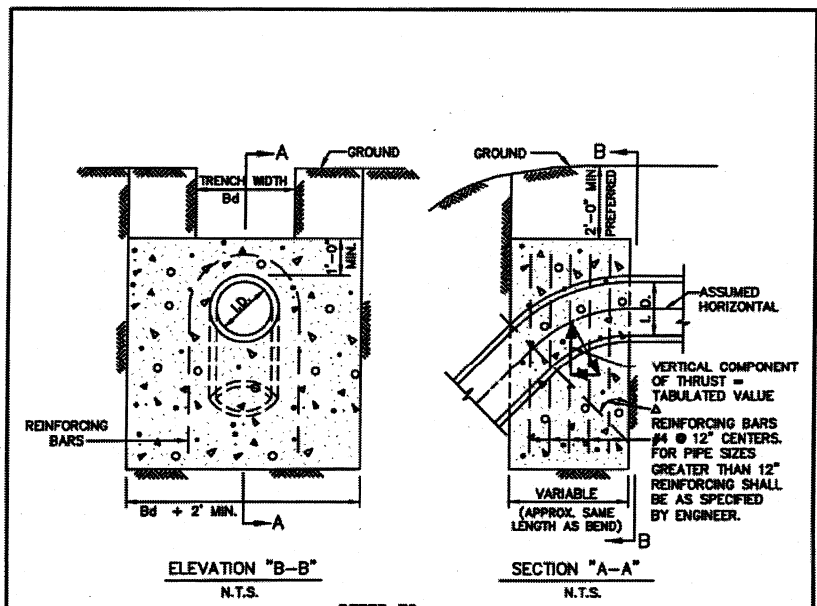 A
GROUND
TRENCH WIDTH
Bd
1'-0"
MIN.
I.D.
REINFORCING
BARS
Bd + 2' MIN.
A
ELEVATION "B-B"
N.T.S.
GROUND
B
2'-0" MIN
PREFERRED
I. D.
ASSUMED
HORIZONTAL
VERTICAL COMPONENT
OF THRUST =
TABULATED VALUE
Δ
REINFORCING BARS
#4 @ 12" CENTERS.
FOR PIPE SIZES
GREATER THAN 12"
REINFORCING SHALL
BE AS SPECIFIED
BY ENGINEER.
VARIABLE
(APPROX. SAME
LENGTH AS BEND)
B
SECTION "A-A"
N.T.S.